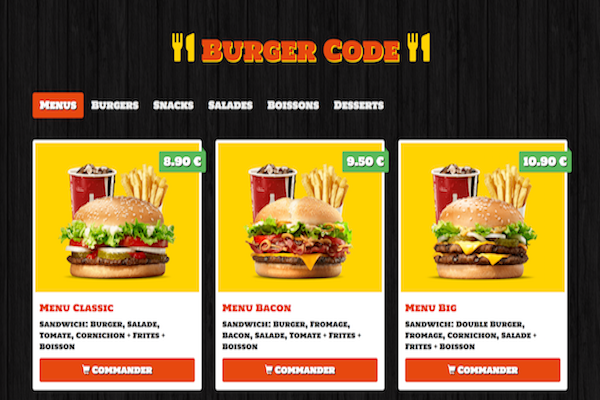 Burger Code
Menus Burgers Snacks Salades Boissons Desserts
8.90 € 9.50 € 10.90 €
Menu Classic
Sandwich: Burger, Salade,
Tomate, Cornichon + Frites +
Boisson
Commander
Menu Bacon
Sandwich: Burger, Fromage,
Bacon, Salade, Tomate + Frites +
Boisson
Commander
Menu Big
Sandwich: Double Burger,
Fromage, Cornichon, Salade +
Frites + Boisson
Commander